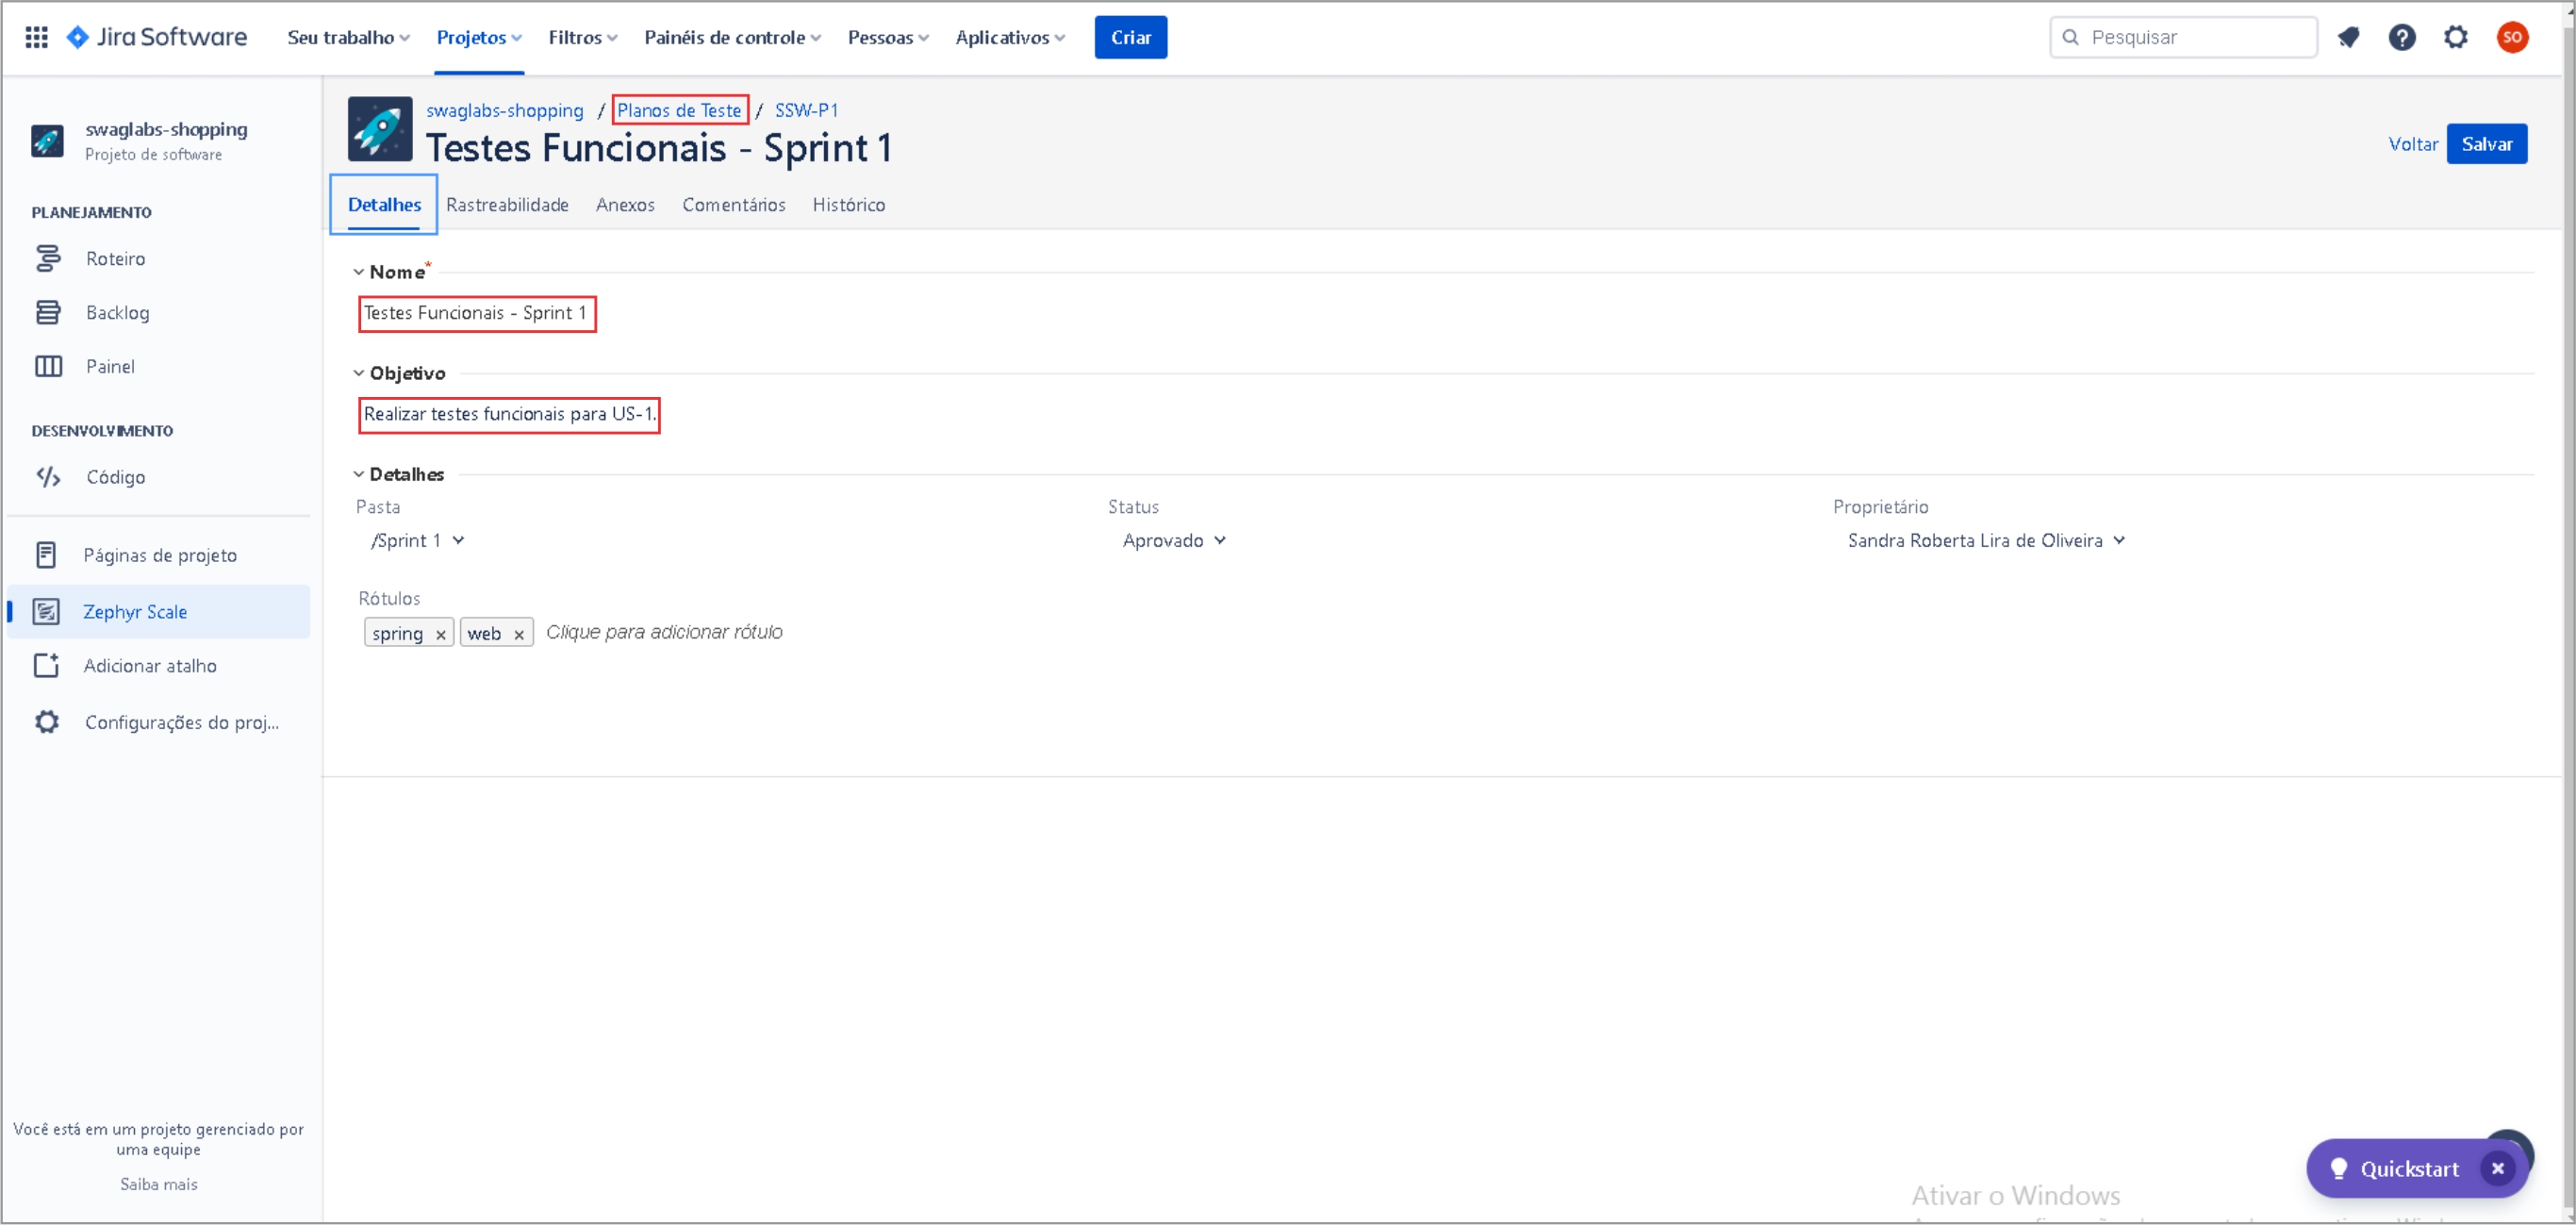 Jira Software Seu trabalho Projetos Filtros Painéis de controle Pessoas Aplicativos Criar Pesquisar SO
swaglabs-shopping
Projeto de software
PLANEJAMENTO
Roteiro
Backlog
Painel
DESENVOLVIMENTO
Código
Páginas de projeto
Zephyr Scale
Adicionar atalho
Configurações do proj...
Você está em um projeto gerenciado por
uma equipe
Saiba mais
swaglabs-shopping / Planos de Teste / SSW-P1
Testes Funcionais - Sprint 1
Voltar Salvar
Detalhes Rastreabilidade Anexos Comentários Histórico
Nome*
Testes Funcionais - Sprint 1
Objetivo
Realizar testes funcionais para US-1.
Detalhes
Pasta Status Proprietário
/Sprint 1 Aprovado Sandra Roberta Lira de Oliveira
Rótulos
spring × web × Clique para adicionar rótulo
Quickstart
Ativar o Windows